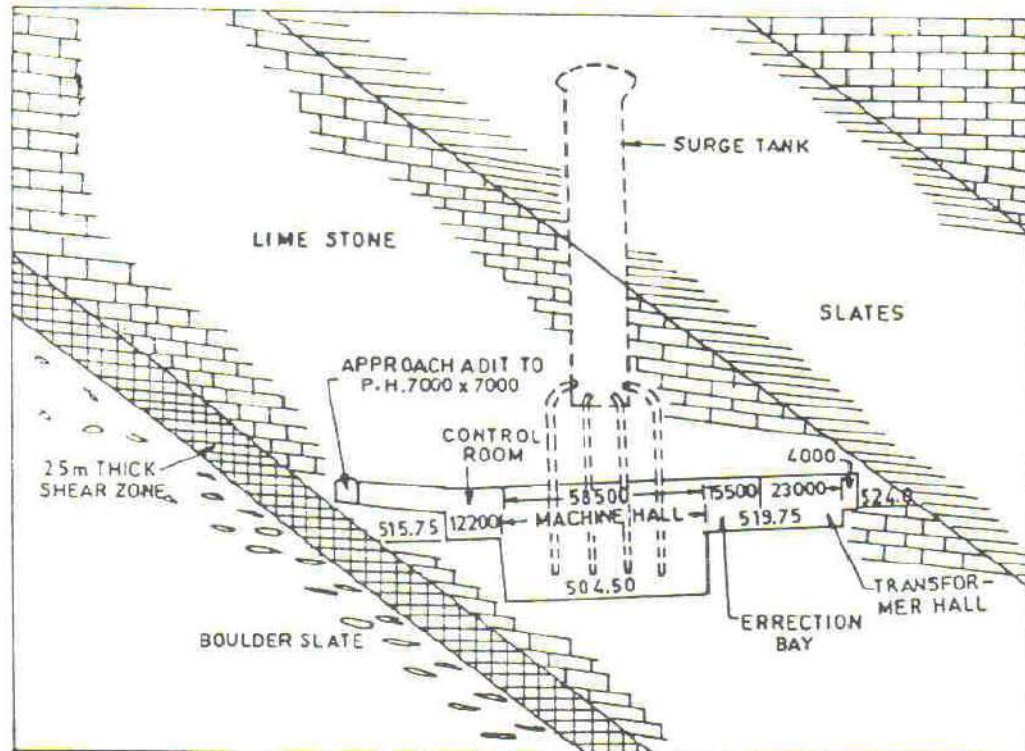 SURGE TANK
LIME STONE
SLATES
APPROACH ADIT TO
P.H. 7000 x 7000
CONTROL
ROOM
25m THICK
SHEAR ZONE
4000
58500
15500
23000
524.0
515.75
12200
MACHINE HALL
519.75
504.50
TRANSFOR-
MER HALL
ERRECTION
BAY
BOULDER SLATE